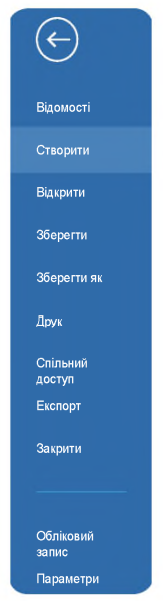 Відомості
Створити
Відкрити
Зберегти
Зберегти як
Друк
Спільний
доступ
Експорт
Закрити
Обліковий
запис
Параметри